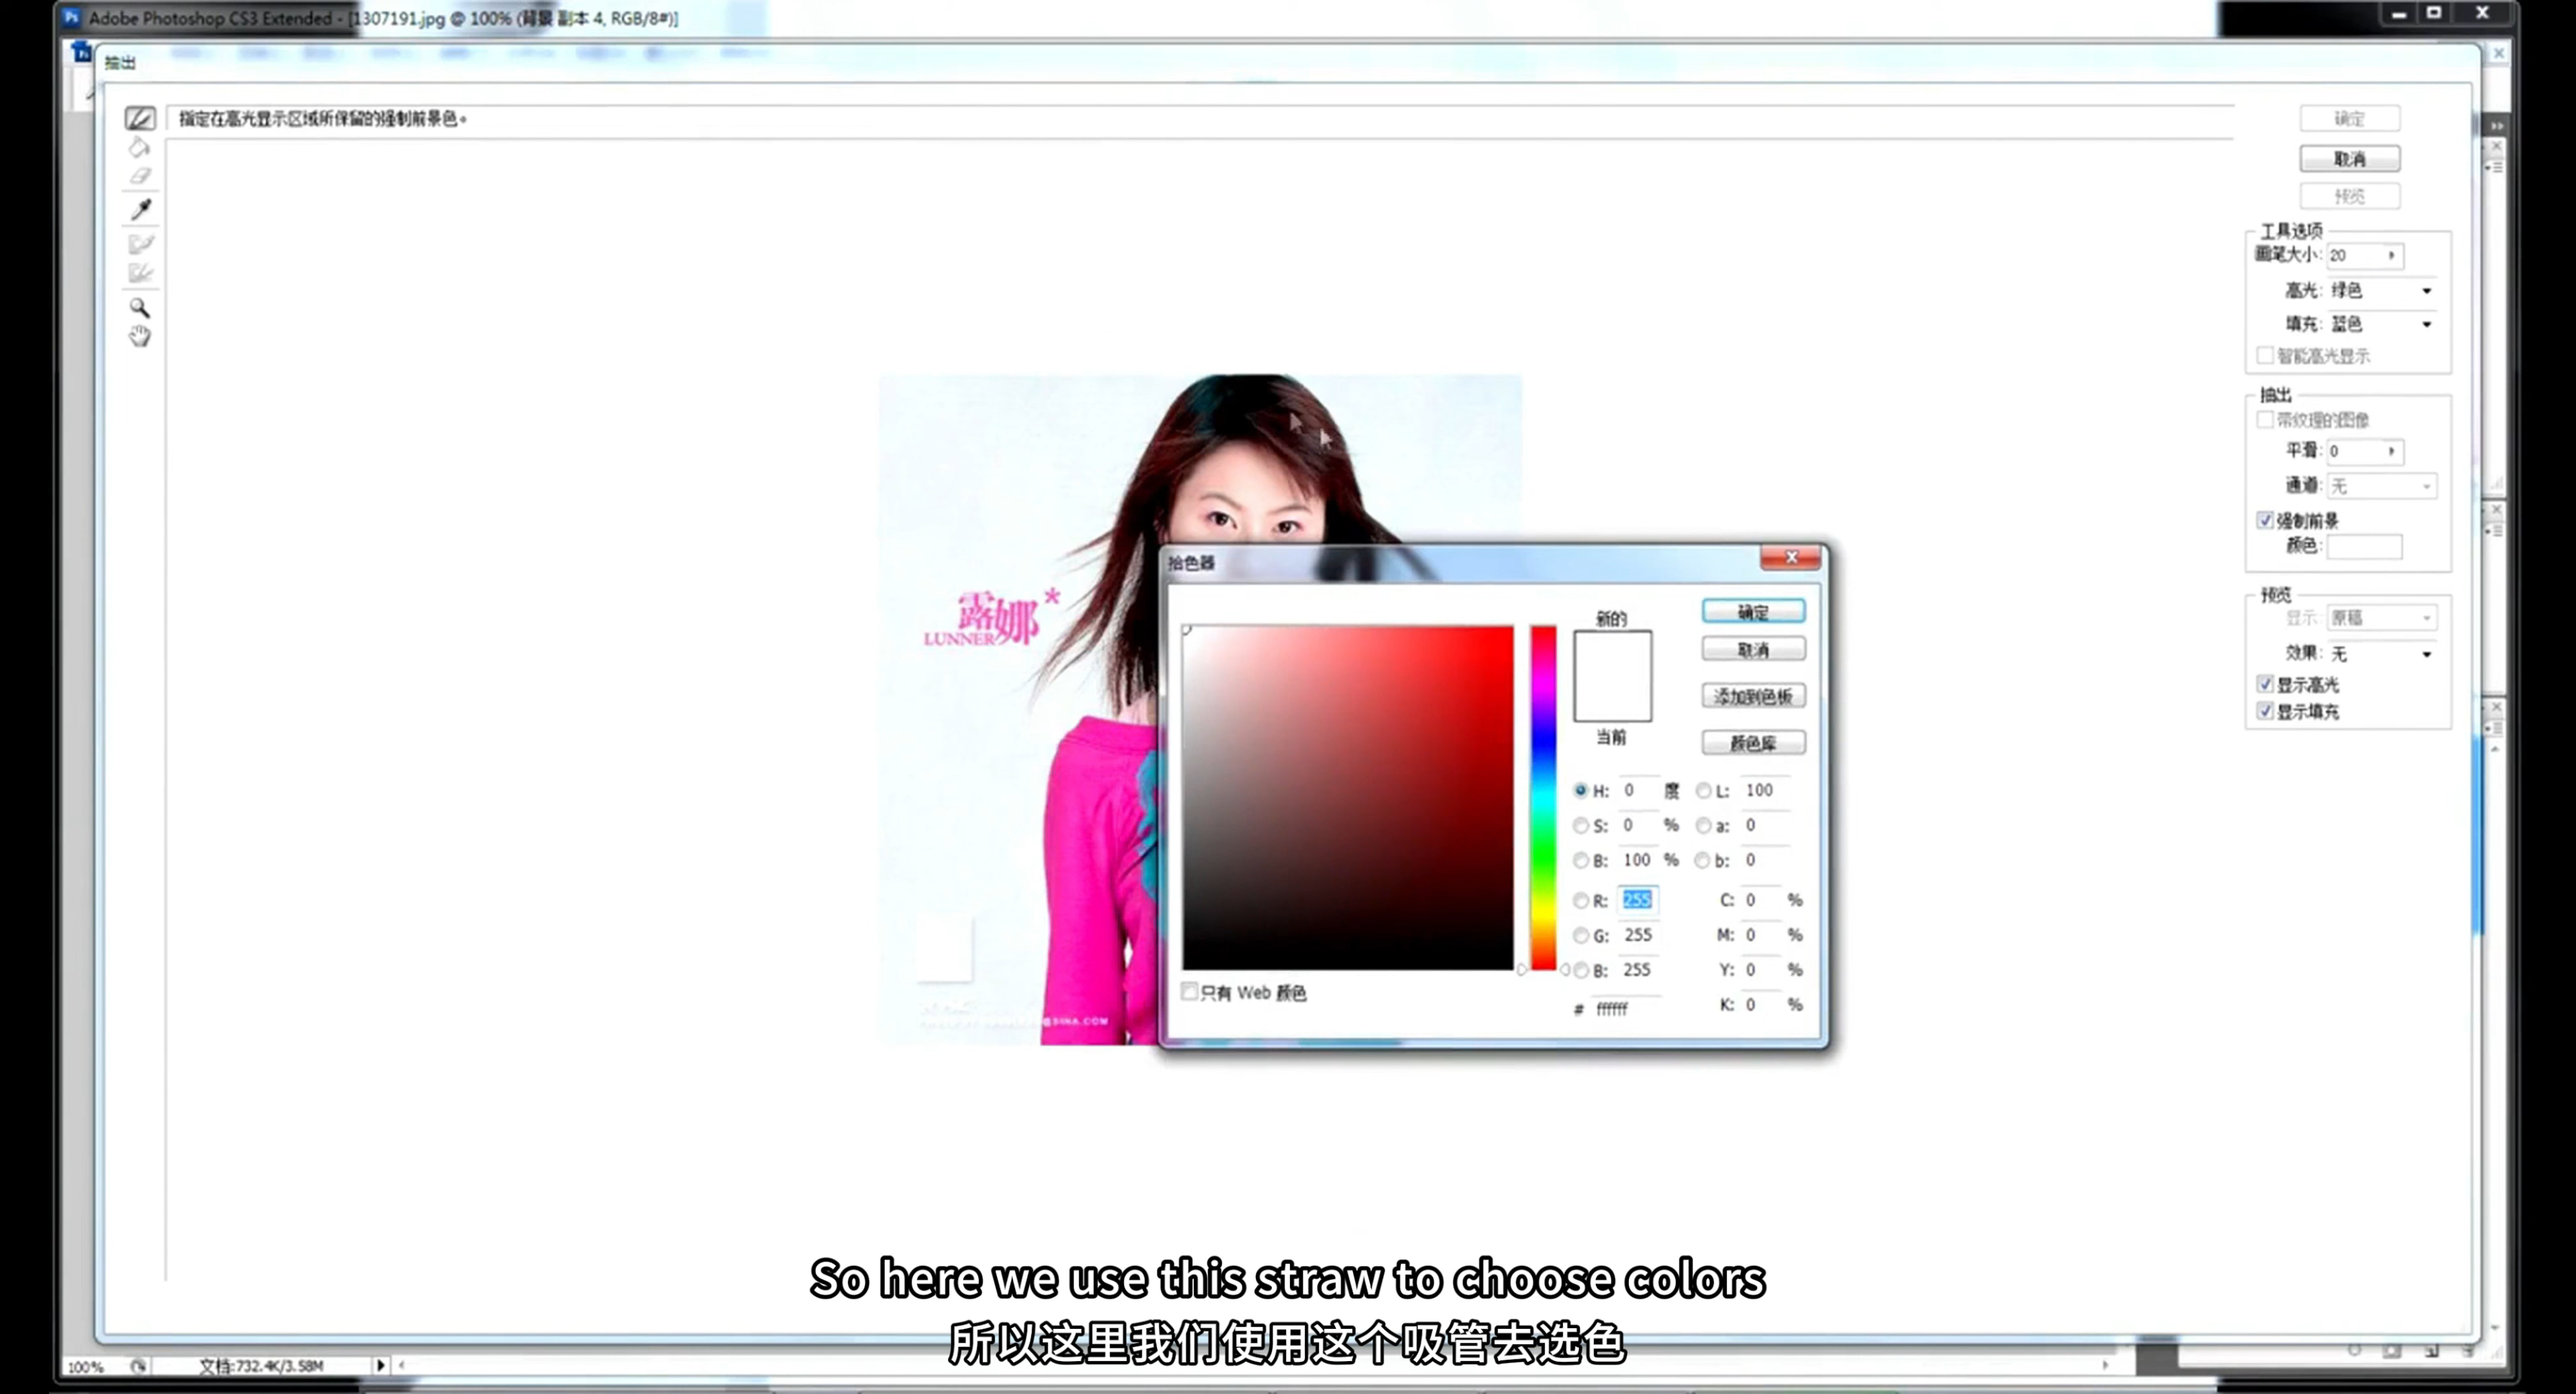 Adobe Photoshop CS3 Extended - [1307191.jpg @ 100% (背景 副本 4, RGB/8#)]
抽出
指定在高光显示区域所保留的强制前景色。
确定
取消
预览
工具选项
画笔大小: 20
高光: 绿色
填充: 蓝色
智能高光显示
抽出
带纹理的图像
平滑: 0
通道: 无
强制前景
颜色:
预览
显示: 原稿
效果: 无
显示高光
显示填充
露娜*
LUNNER
拾色器
新的
当前
确定
取消
添加到色板
颜色库
H: 0 度 L: 100
S: 0 % a: 0
B: 100 % b: 0
R: 255 C: 0 %
G: 255 M: 0 %
B: 255 Y: 0 %
# ffffff K: 0 %
只有 Web 颜色
So here we use this straw to choose colors
所以这里我们使用这个吸管去选色
100% 文档:732.4K/3.58M